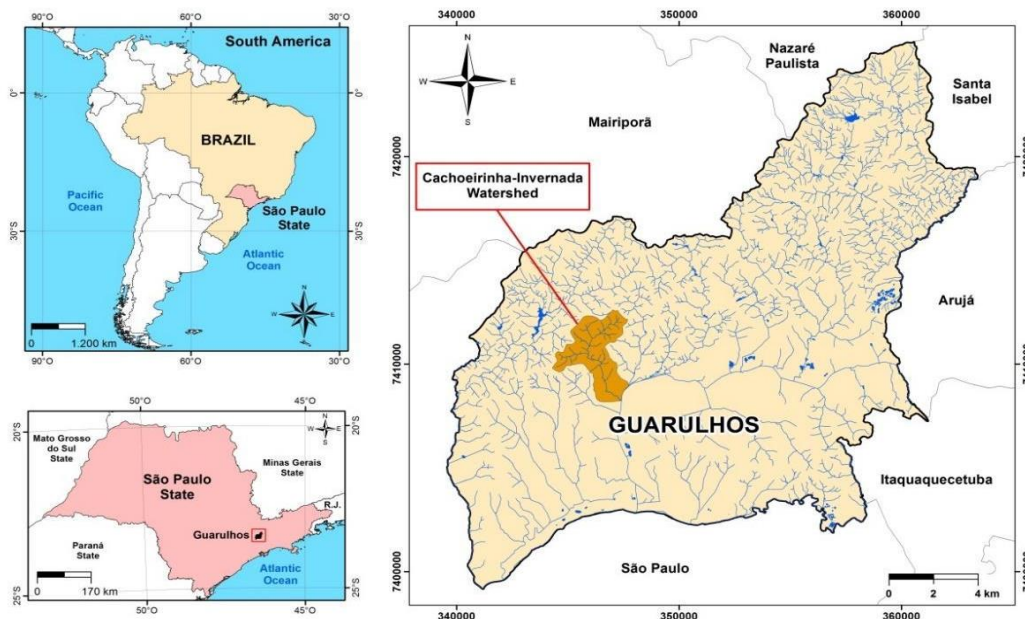 90°O
60°O
30°O
South America
N
W E
S
0°
0°
BRAZIL
Pacific
Ocean
São Paulo
State
30°S
30°S
Atlantic
Ocean
0 1.200 km
90°O
60°O
30°O
50°O
45°O
20°S
20°S
N
W E
S
Mato Grosso
do Sul
State
Minas Gerais
State
São Paulo
State
R.J.
Guarulhos
Paraná
State
Atlantic
Ocean
0 170 km
25°S
25°S
50°O
45°O
340000
350000
360000
N
W E
S
Nazaré
Paulista
Santa
Isabel
Mairiporã
7420000
Cachoeirinha-Invernada
Watershed
Arujá
7410000
GUARULHOS
Itaquaquecetuba
São Paulo
7400000
0 2 4 km
340000
350000
360000